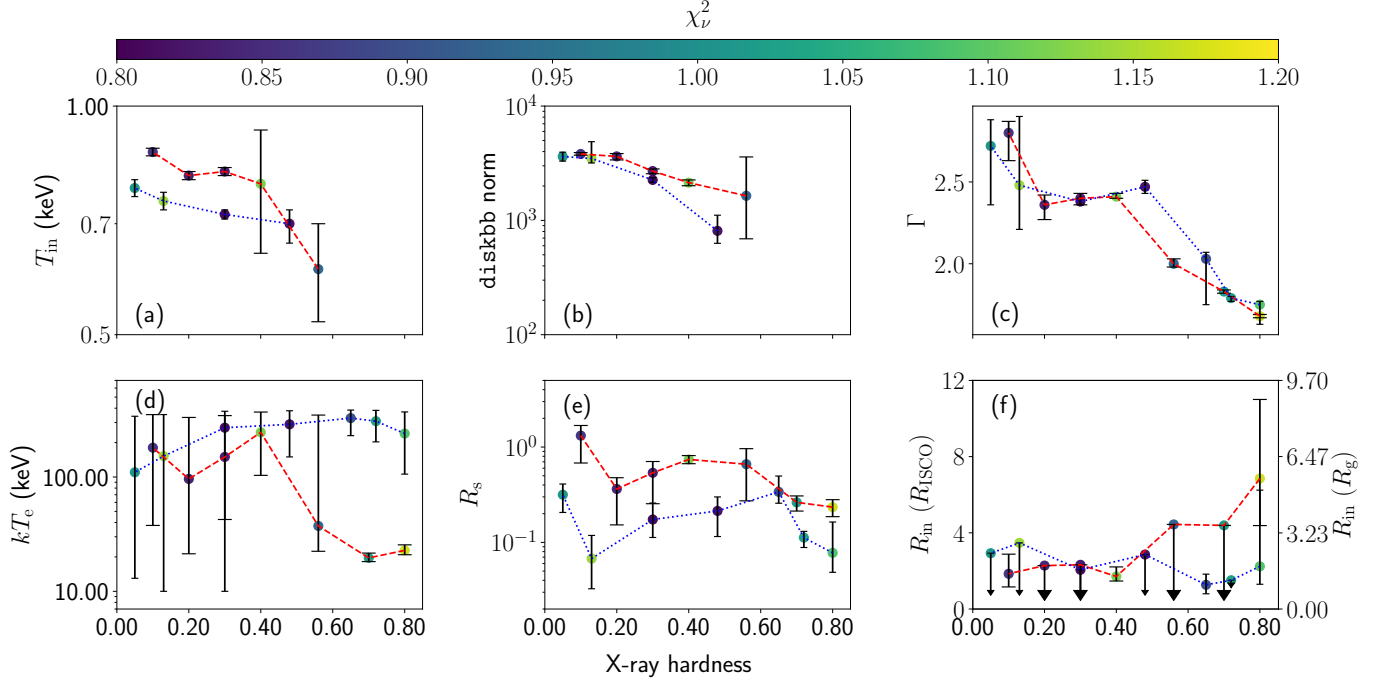 χ²ᵥ
0.80 0.85 0.90 0.95 1.00 1.05 1.10 1.15 1.20
1.00
0.7
0.5
T_in (keV)
(a)
10⁴
10³
10²
diskbb norm
(b)
2.5
2.0
Γ
(c)
100.00
10.00
kT_e (keV)
(d)
0.00 0.20 0.40 0.60 0.80
10⁰
10⁻¹
R_s
(e)
0.00 0.20 0.40 0.60 0.80
X-ray hardness
12
8
4
0
R_in (R_ISCO)
(f)
9.70
6.47
3.23
0.00
R_in (R_g)
0.00 0.20 0.40 0.60 0.80